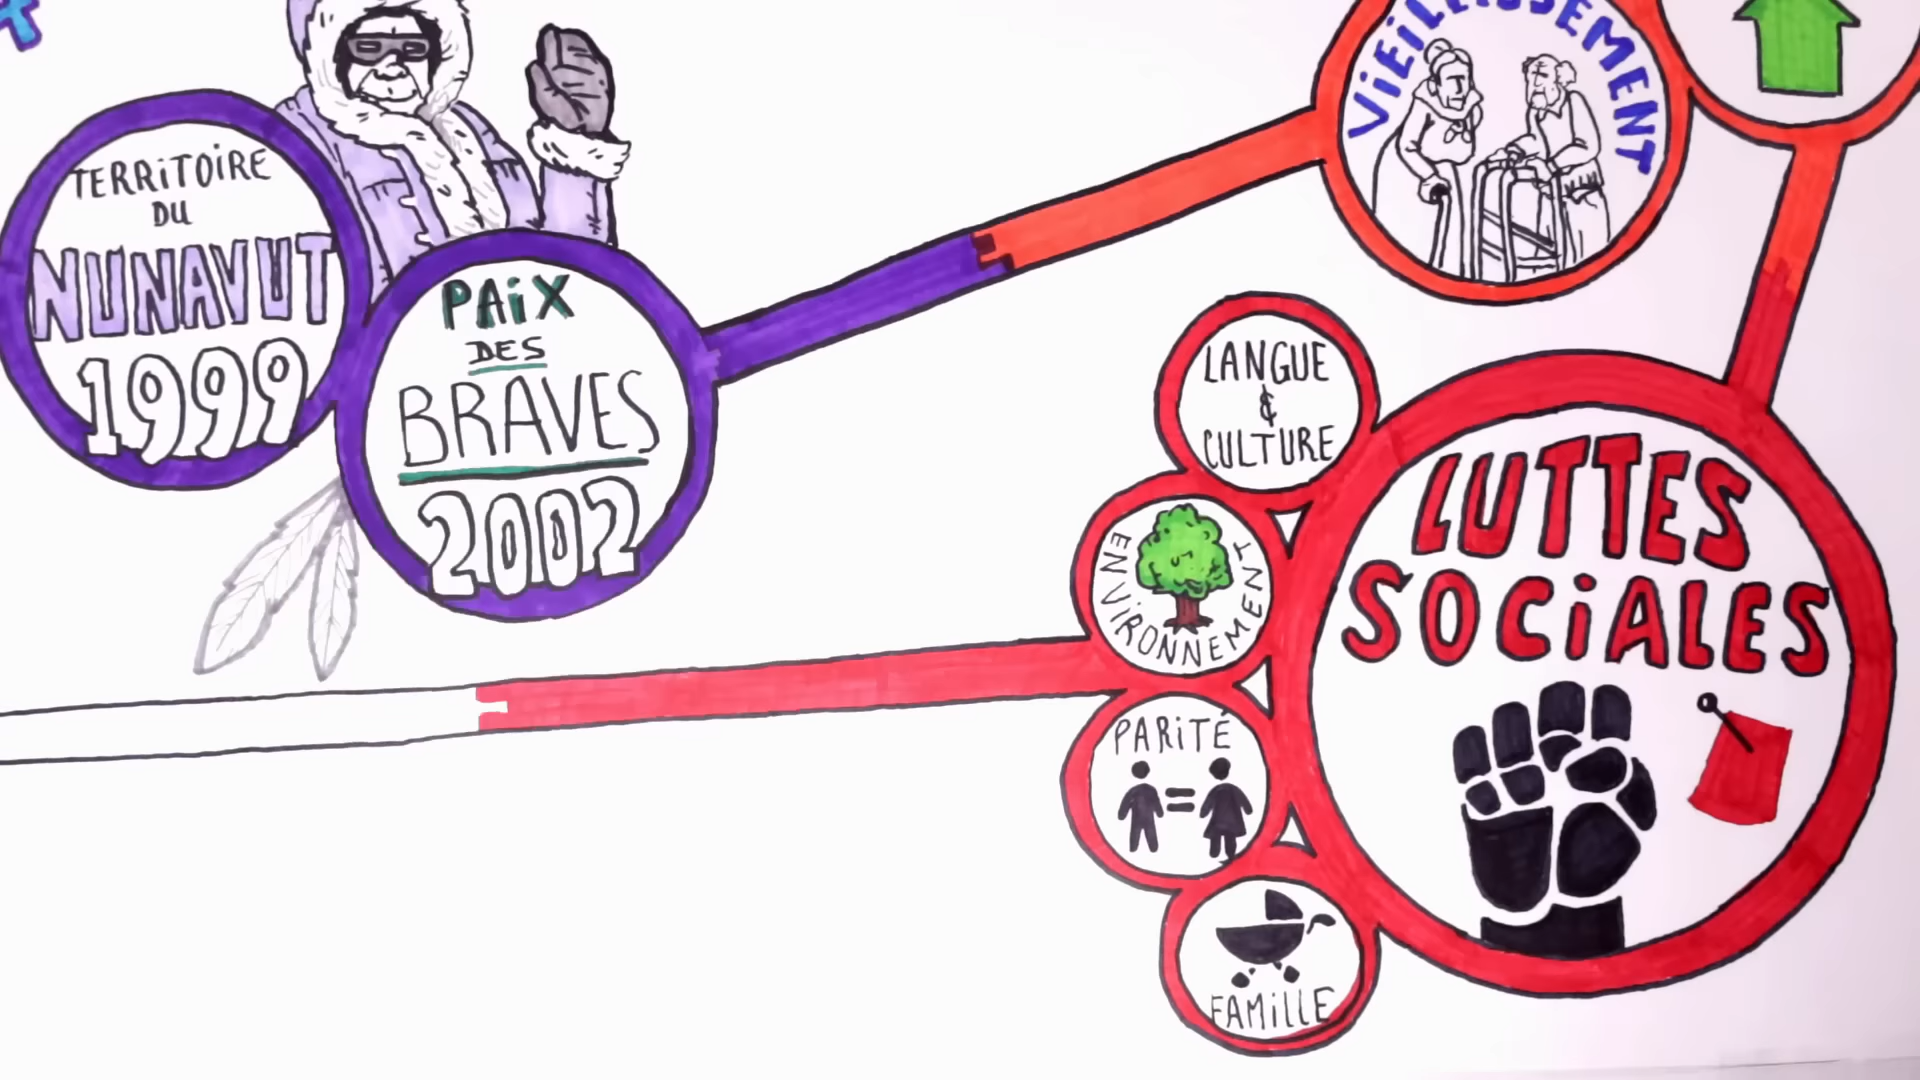 TERRiTOiRE
DU
NUNAVUT
1999
PAiX
DES
BRAVES
2002
ViEiLLiSSEMENT
LANGUE
&
CULTURE
ENViRONNEMENT
PARiTÉ
=
FAMiLLE
LUTTES
SOCiALES